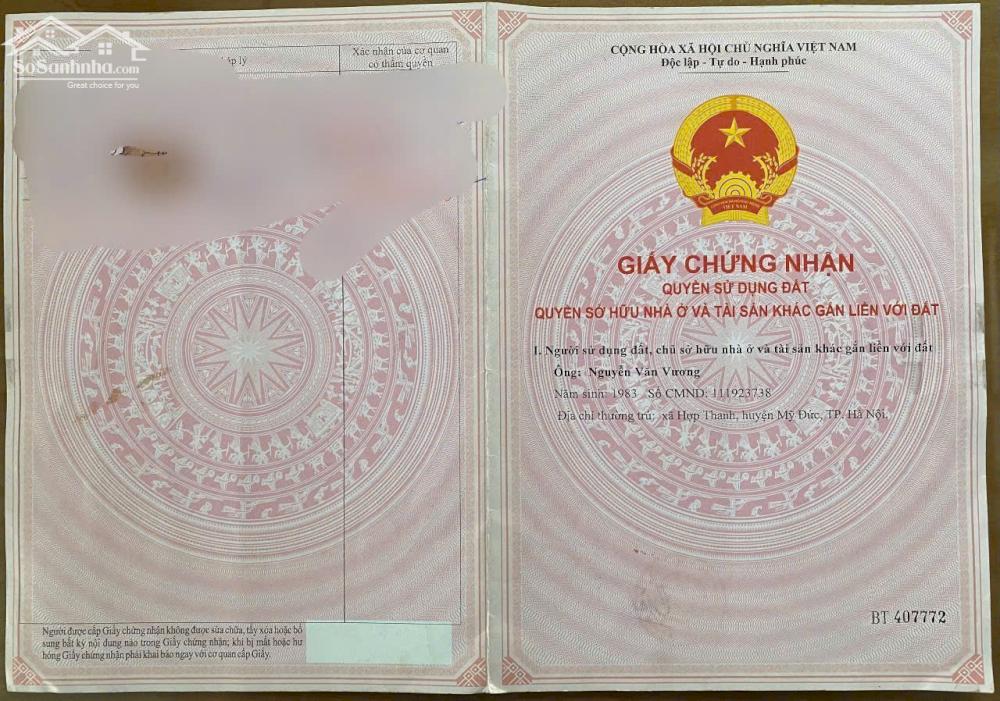 SoSanhnha.com
Great choice for you
Xác nhận của cơ quan
có thẩm quyền
Người được cấp Giấy chứng nhận không được sửa chữa, tẩy xóa hoặc bổ
sung bất kỳ nội dung nào trong Giấy chứng nhận; khi bị mất hoặc hư
hỏng Giấy chứng nhận phải khai báo ngay với cơ quan cấp Giấy.
CỘNG HÒA XÃ HỘI CHỦ NGHĨA VIỆT NAM
Độc lập - Tự do - Hạnh phúc
VIỆT NAM
GIẤY CHỨNG NHẬN
QUYỀN SỬ DỤNG ĐẤT
QUYỀN SỞ HỮU NHÀ Ở VÀ TÀI SẢN KHÁC GẮN LIỀN VỚI ĐẤT
I. Người sử dụng đất, chủ sở hữu nhà ở và tài sản khác gắn liền với đất
Ông: Nguyễn Văn Vương
Năm sinh: 1983 Số CMND: 111923738
Địa chỉ thường trú: xã Hợp Thanh, huyện Mỹ Đức, TP. Hà Nội.
BT 407772